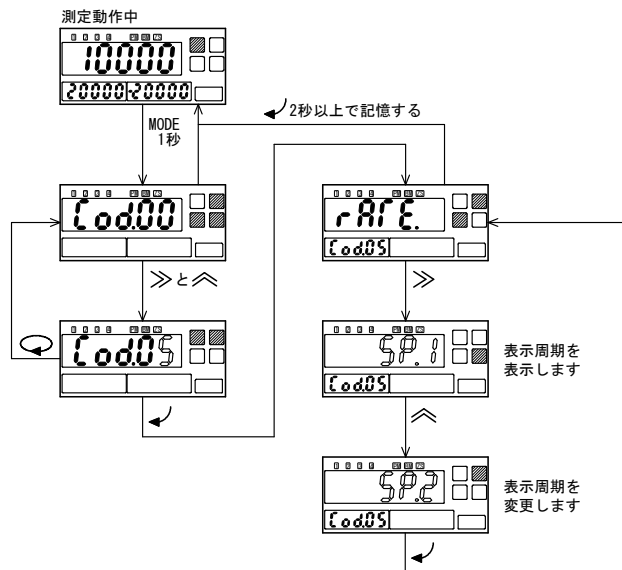 測定動作中
10000
20000 -20000
MODE
1秒
2秒以上で記憶する
Cod.00
rATE.
Cod.05
≫と︽
≫
Cod.05
SP.1
Cod.05
表示周期を
表示します
︽
SP.2
Cod.05
表示周期を
変更します